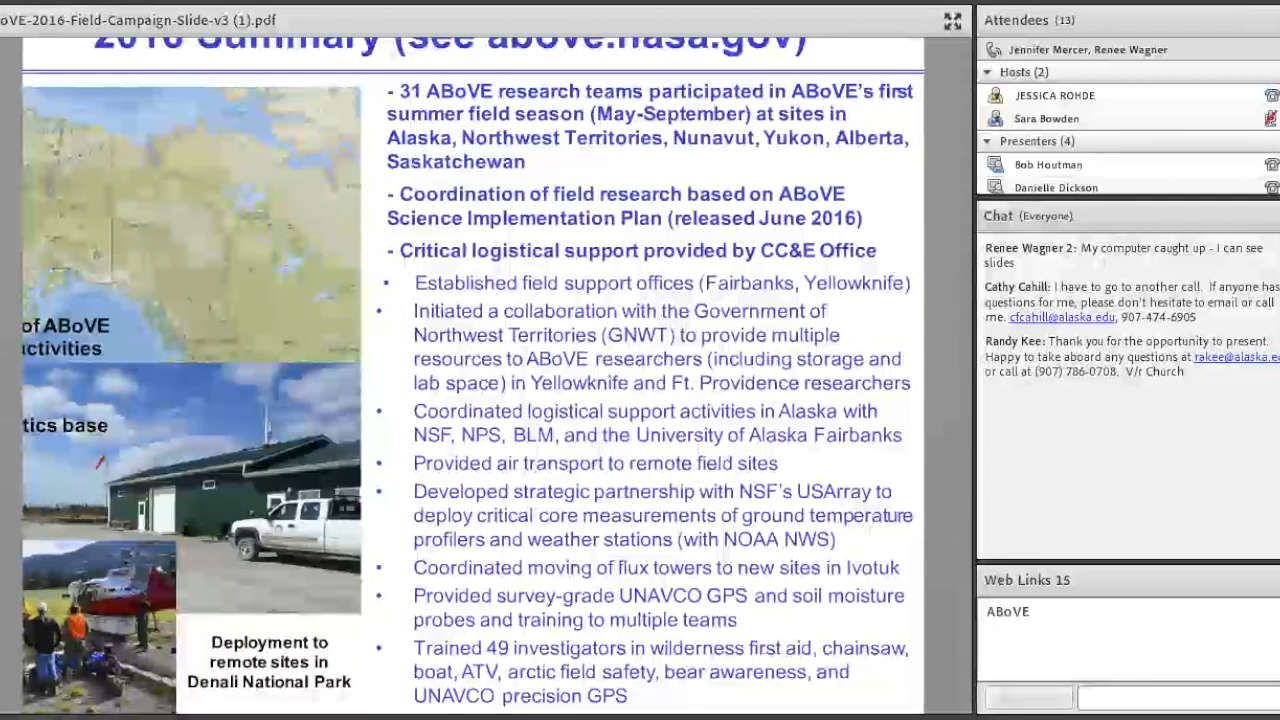 oVE-2016-Field-Campaign-Slide-v3 (1).pdf
2016 Summary (see above.nasa.gov)
- 31 ABoVE research teams participated in ABoVE's first
summer field season (May-September) at sites in
Alaska, Northwest Territories, Nunavut, Yukon, Alberta,
Saskatchewan
- Coordination of field research based on ABoVE
Science Implementation Plan (released June 2016)
- Critical logistical support provided by CC&E Office
• Established field support offices (Fairbanks, Yellowknife)
• Initiated a collaboration with the Government of
Northwest Territories (GNWT) to provide multiple
resources to ABoVE researchers (including storage and
lab space) in Yellowknife and Ft. Providence researchers
• Coordinated logistical support activities in Alaska with
NSF, NPS, BLM, and the University of Alaska Fairbanks
• Provided air transport to remote field sites
• Developed strategic partnership with NSF's USArray to
deploy critical core measurements of ground temperature
profilers and weather stations (with NOAA NWS)
• Coordinated moving of flux towers to new sites in Ivotuk
• Provided survey-grade UNAVCO GPS and soil moisture
probes and training to multiple teams
• Trained 49 investigators in wilderness first aid, chainsaw,
boat, ATV, arctic field safety, bear awareness, and
UNAVCO precision GPS
of ABoVE
activities
tics base
Deployment to
remote sites in
Denali National Park
Attendees (13)
Jennifer Mercer, Renee Wagner
Hosts (2)
JESSICA ROHDE
Sara Bowden
Presenters (4)
Bob Houtman
Danielle Dickson
Chat (Everyone)
Renee Wagner 2: My computer caught up - I can see
slides
Cathy Cahill: I have to go to another call. If anyone has
questions for me, please don't hesitate to email or call
me. cfcahill@alaska.edu, 907-474-6905
Randy Kee: Thank you for the opportunity to present.
Happy to take aboard any questions at rakee@alaska.e
or call at (907) 786-0708. V/r Church
Web Links 15
ABoVE